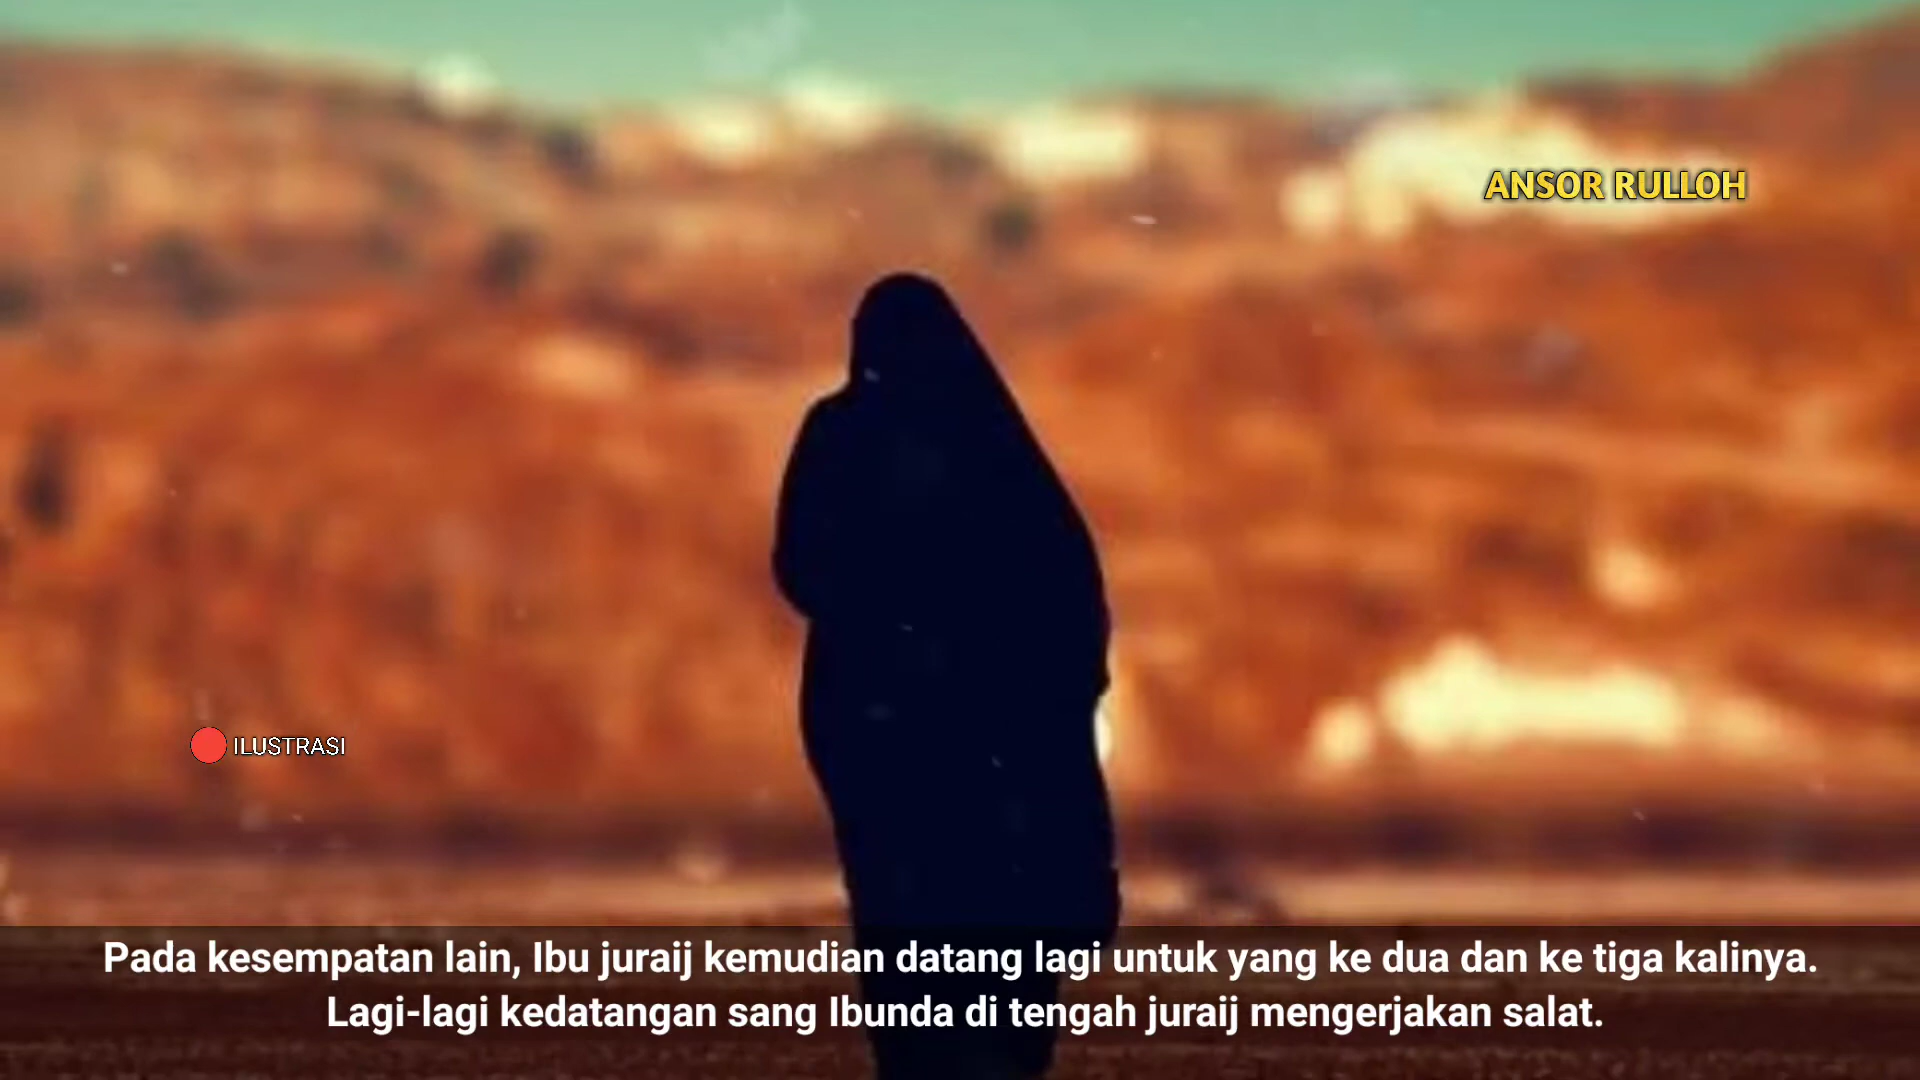 ANSOR RULLOH
ILUSTRASI
Pada kesempatan lain, Ibu juraij kemudian datang lagi untuk yang ke dua dan ke tiga kalinya.
Lagi-lagi kedatangan sang Ibunda di tengah juraij mengerjakan salat.